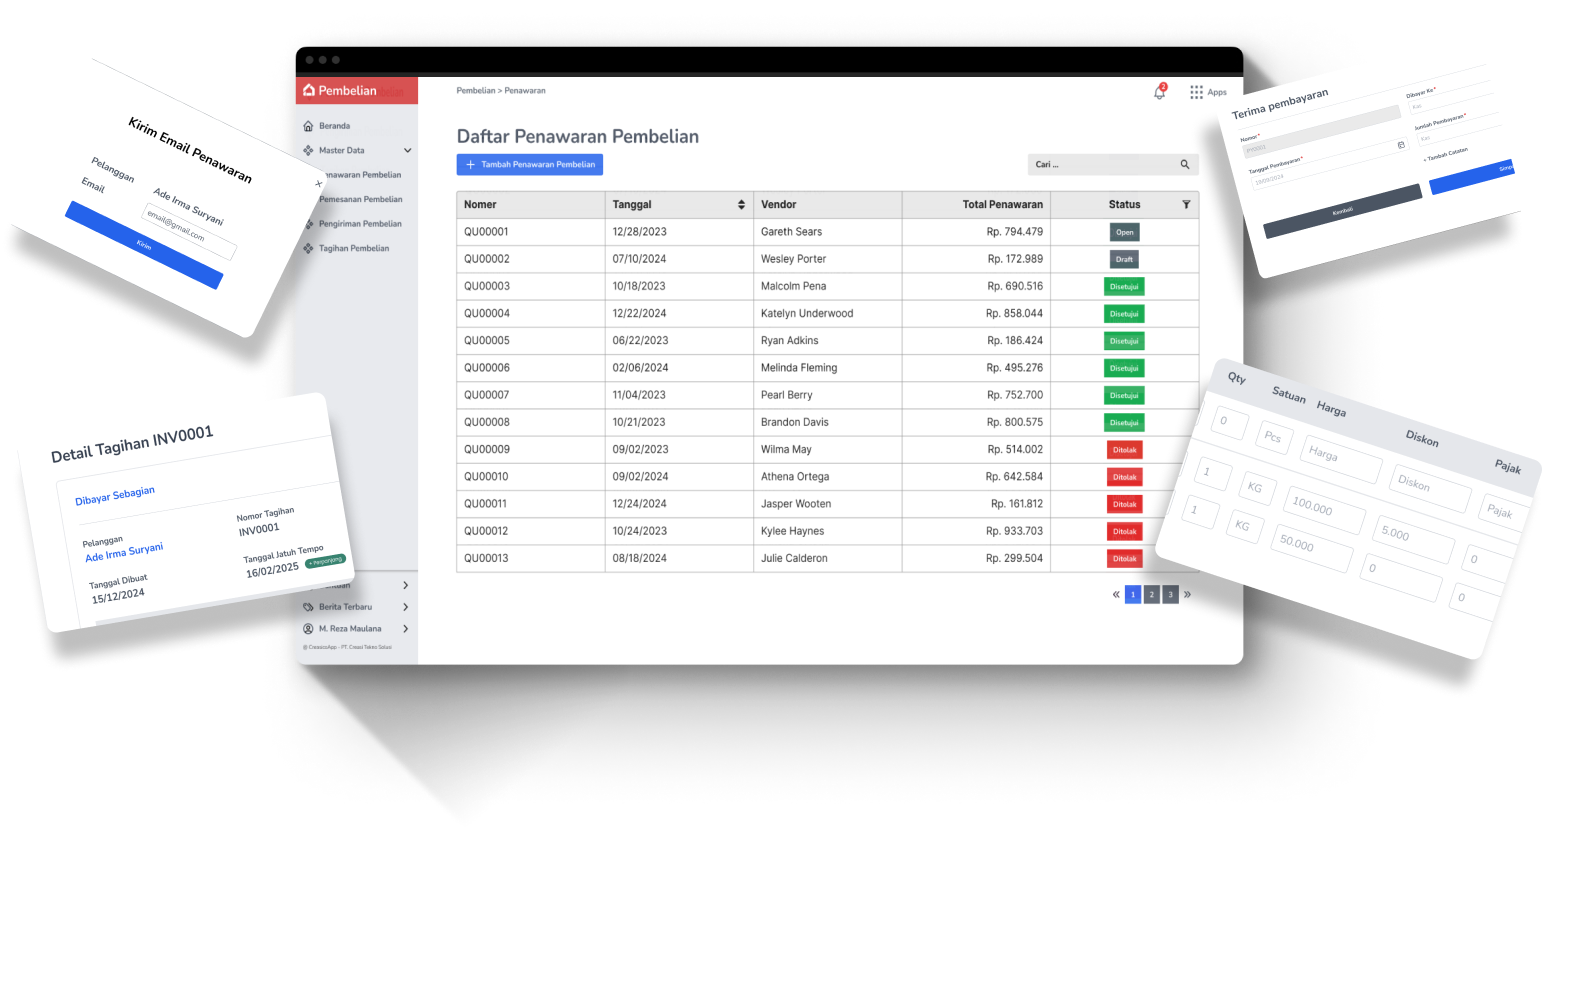 Pembelian
Pembelian > Penawaran
2
Apps
Beranda
Master Data
Penawaran Pembelian
Pemesanan Pembelian
Pengiriman Pembelian
Tagihan Pembelian
Berita Terbaru
M. Reza Maulana
Daftar Penawaran Pembelian
+ Tambah Penawaran Pembelian
Cari ...
Nomer Tanggal Vendor Total Penawaran Status
QU00001 12/28/2023 Gareth Sears Rp. 794.479 Open
QU00002 07/10/2024 Wesley Porter Rp. 172.989 Draft
QU00003 10/18/2023 Malcolm Pena Rp. 690.516 Disetujui
QU00004 12/22/2024 Katelyn Underwood Rp. 858.044 Disetujui
QU00005 06/22/2023 Ryan Adkins Rp. 186.424 Disetujui
QU00006 02/06/2024 Melinda Fleming Rp. 495.276 Disetujui
QU00007 11/04/2023 Pearl Berry Rp. 752.700 Disetujui
QU00008 10/21/2023 Brandon Davis Rp. 800.575 Disetujui
QU00009 09/02/2023 Wilma May Rp. 514.002 Ditolak
QU00010 09/02/2024 Athena Ortega Rp. 642.584 Ditolak
QU00011 12/24/2024 Jasper Wooten Rp. 161.812 Ditolak
QU00012 10/24/2023 Kylee Haynes Rp. 933.703 Ditolak
QU00013 08/18/2024 Julie Calderon Rp. 299.504 Ditolak
« 1 2 3 »
Kirim Email Penawaran
Pelanggan Ade Irma Suryani
Email email@gmail.com
Kirim
Detail Tagihan INV0001
Dibayar Sebagian
Pelanggan
Ade Irma Suryani
Nomor Tagihan
INV0001
Tanggal Dibuat
15/12/2024
Tanggal Jatuh Tempo
16/02/2025
Terima pembayaran
Nomor*
Dibayar Ke*
Kas
Tanggal Pembayaran*
Jumlah Pembayaran*
Kas
+ Tambah Catatan
Kembali
Simp
Qty Satuan Harga Diskon Pajak
0 Pcs Harga Diskon Pajak
1 KG 100.000 5.000 0
1 KG 50.000 0 0